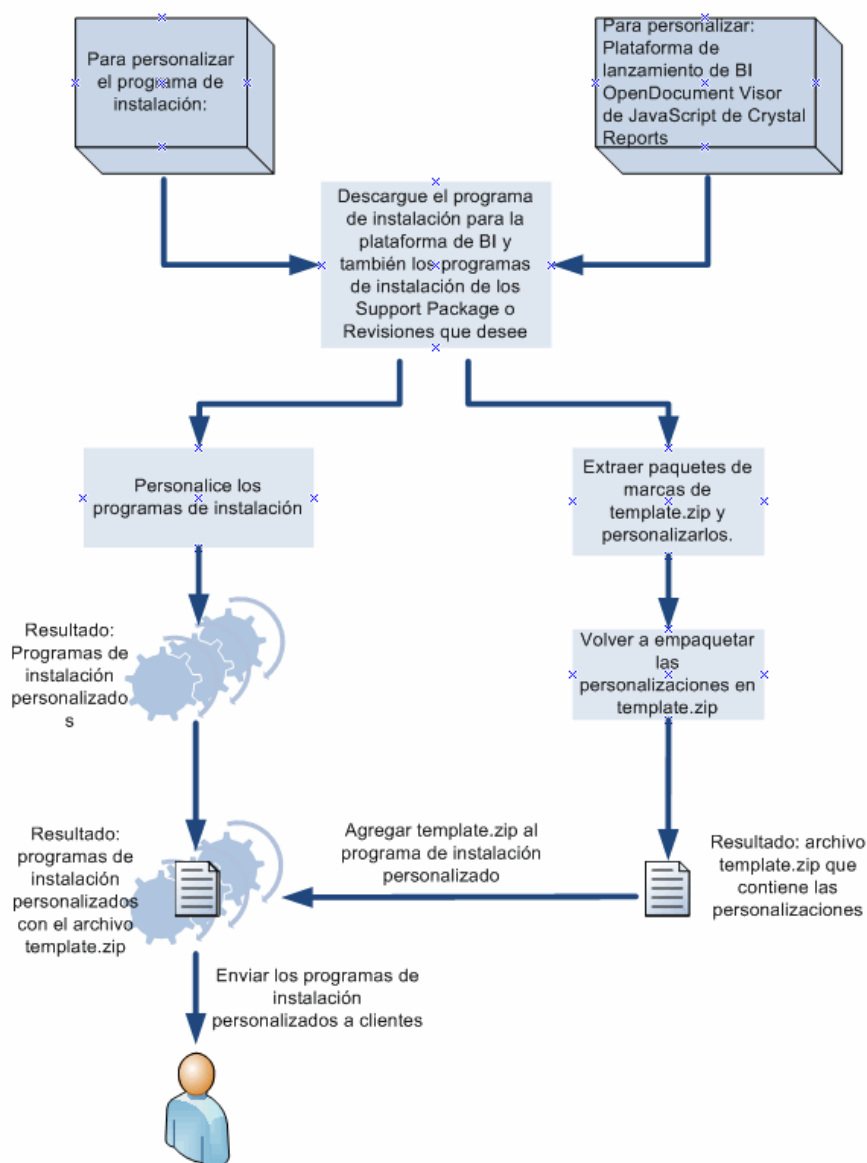 Para personalizar
el programa de
instalación:
Para personalizar:
Plataforma de
lanzamiento de BI
OpenDocument Visor
de JavaScript de Crystal
Reports
Descargue el programa
de instalación para la
plataforma de BI y
también los programas
de instalación de los
Support Package o
Revisiones que desee
Personalice los
programas de instalación
Extraer paquetes de
marcas de
template.zip y
personalizarlos.
Resultado:
Programas de
instalación
personalizado
s
Volver a empaquetar
las
personalizaciones en
template.zip
Resultado:
programas de
instalación
personalizados
con el archivo
template.zip
Agregar template.zip al
programa de instalación
personalizado
Resultado: archivo
template.zip que
contiene las
personalizaciones
Enviar los programas de
instalación
personalizados a clientes